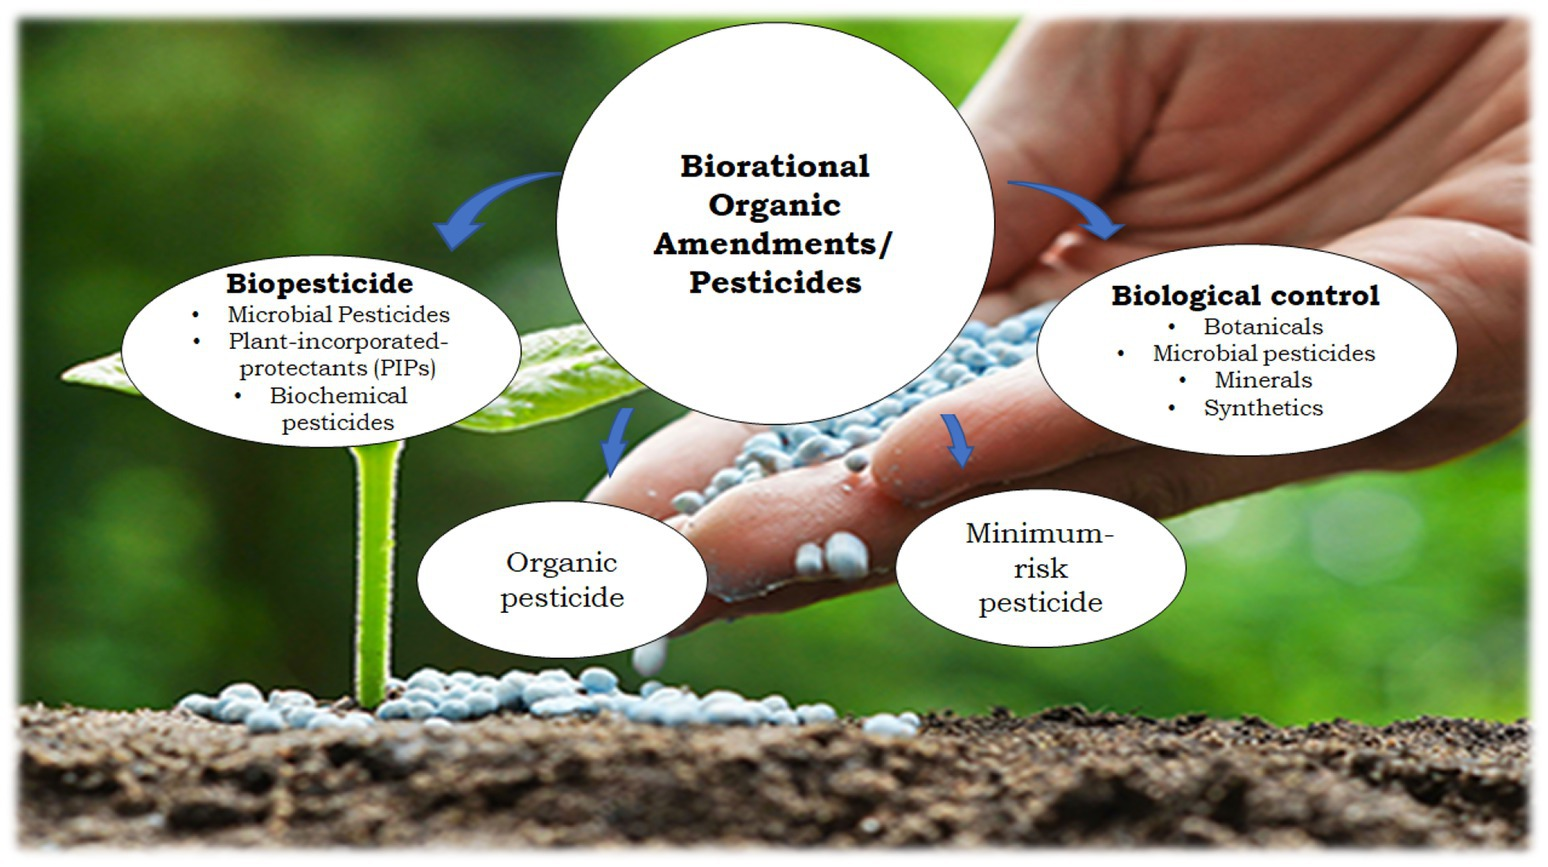 Biorational
Organic
Amendments/
Pesticides
Biopesticide
• Microbial Pesticides
• Plant-incorporated-
protectants (PIPs)
• Biochemical
pesticides
Biological control
• Botanicals
• Microbial pesticides
• Minerals
• Synthetics
Organic
pesticide
Minimum-
risk
pesticide